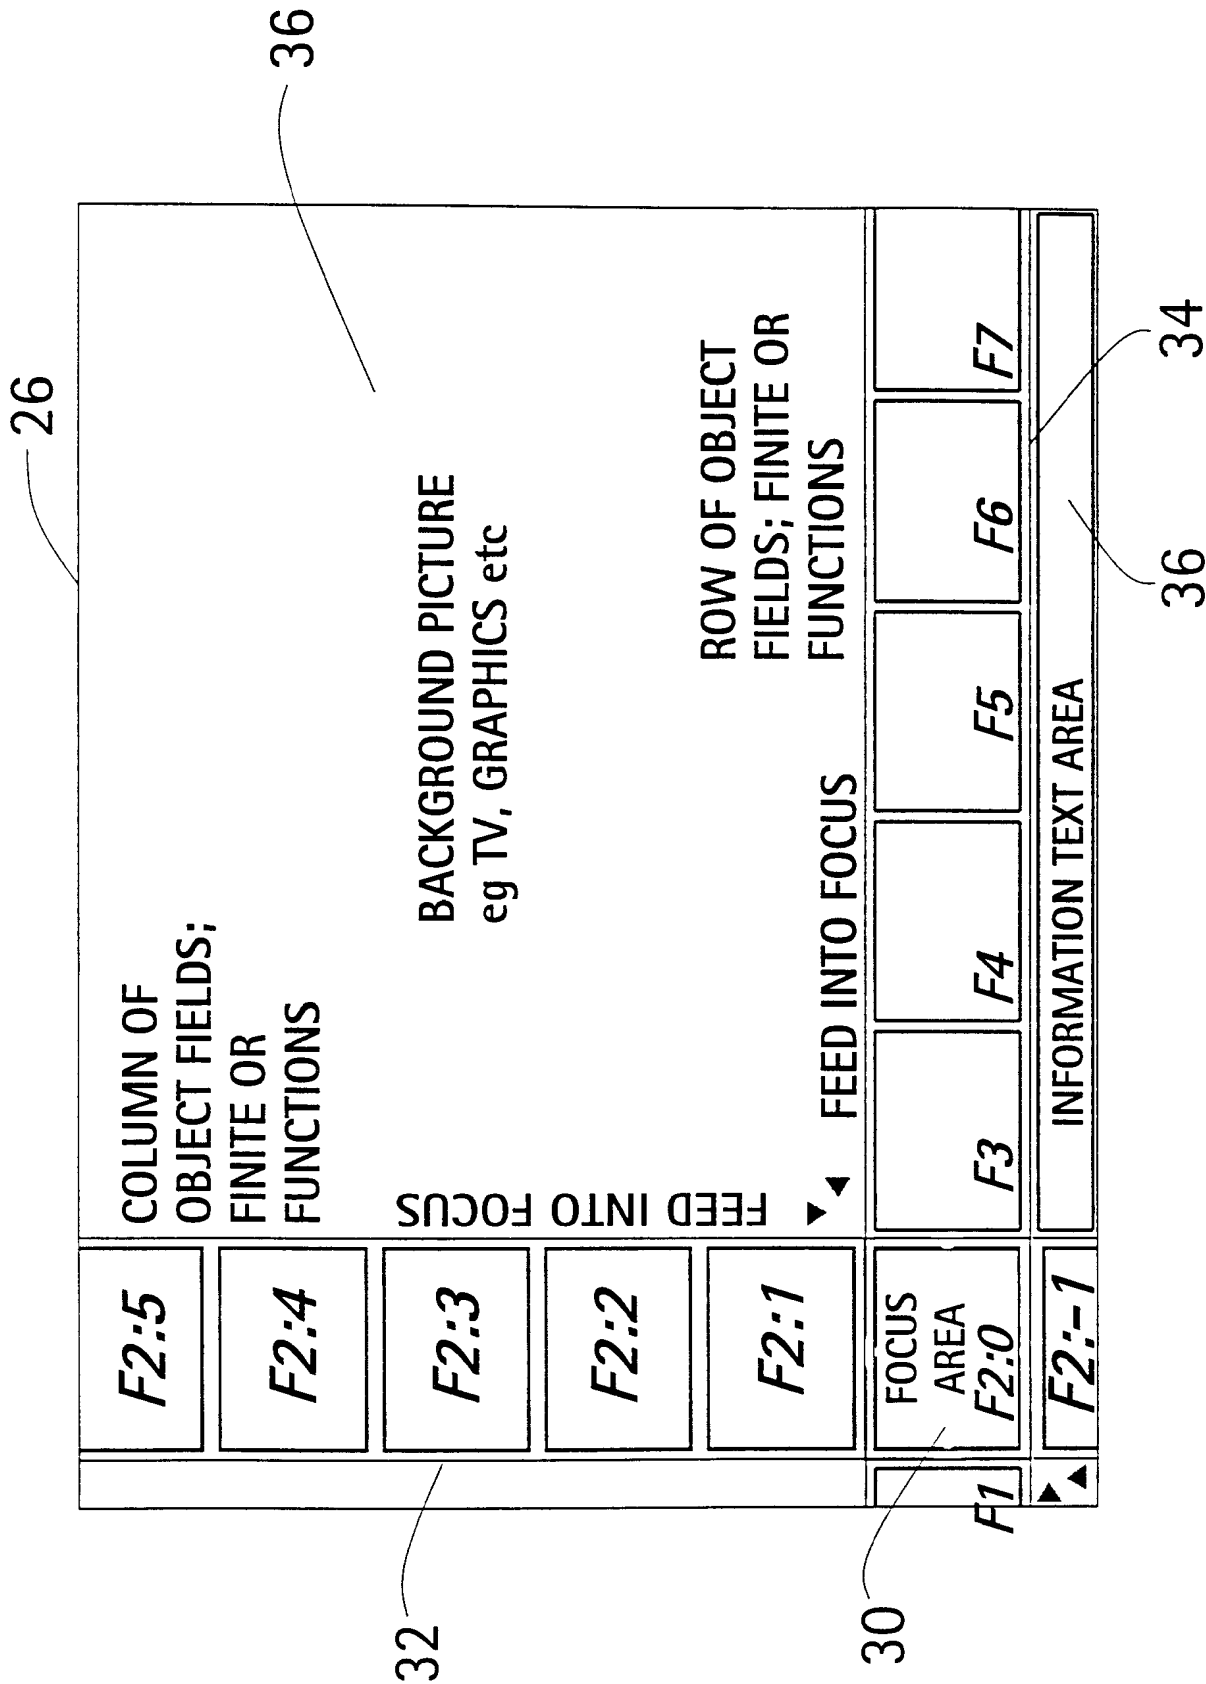 26
36
COLUMN OF
OBJECT FIELDS;
FINITE OR
FUNCTIONS
F2:5
F2:4
F2:3
F2:2
F2:1
FEED INTO FOCUS
BACKGROUND PICTURE
eg TV, GRAPHICS etc
ROW OF OBJECT
FIELDS; FINITE OR
FUNCTIONS
FEED INTO FOCUS
32
30
F1
FOCUS
AREA
F2:0
F3
F4
F5
F6
F7
F2:-1
INFORMATION TEXT AREA
36
34